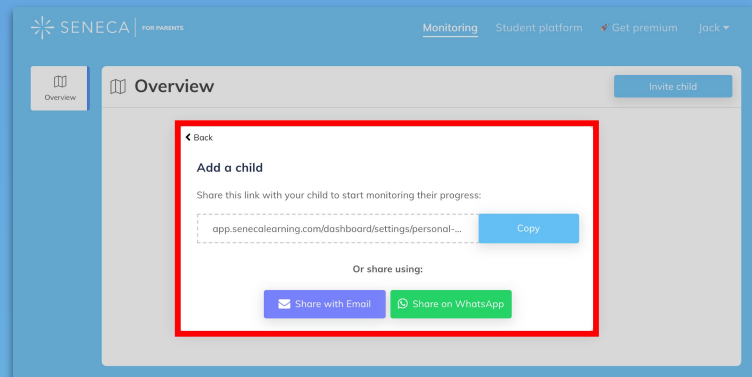 SENECA FOR PARENTS
Monitoring Student platform Get premium Jack
Overview
Overview
Invite child
Back
Add a child
Share this link with your child to start monitoring their progress:
app.senecalearning.com/dashboard/settings/personal-...
Copy
Or share using:
Share with Email
Share on WhatsApp